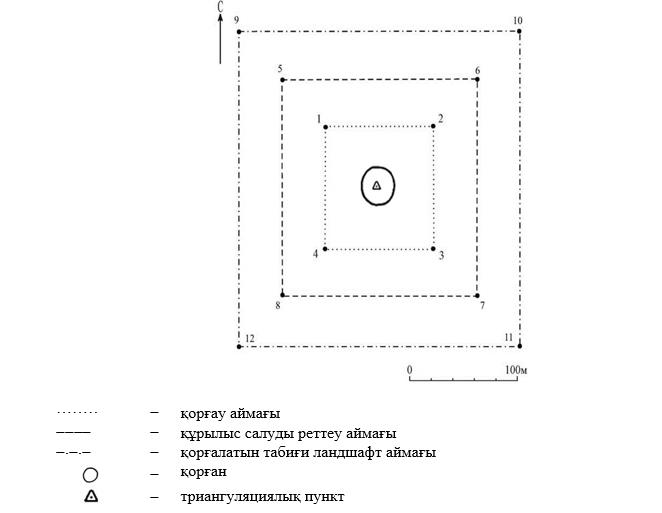 С
9 10
5 6
1 2
4 3
8 7
12 11
0 100м
– қорғау аймағы
– құрылыс салуды реттеу аймағы
– қорғалатын табиғи ландшафт аймағы
– қорған
– триангуляциялық пункт